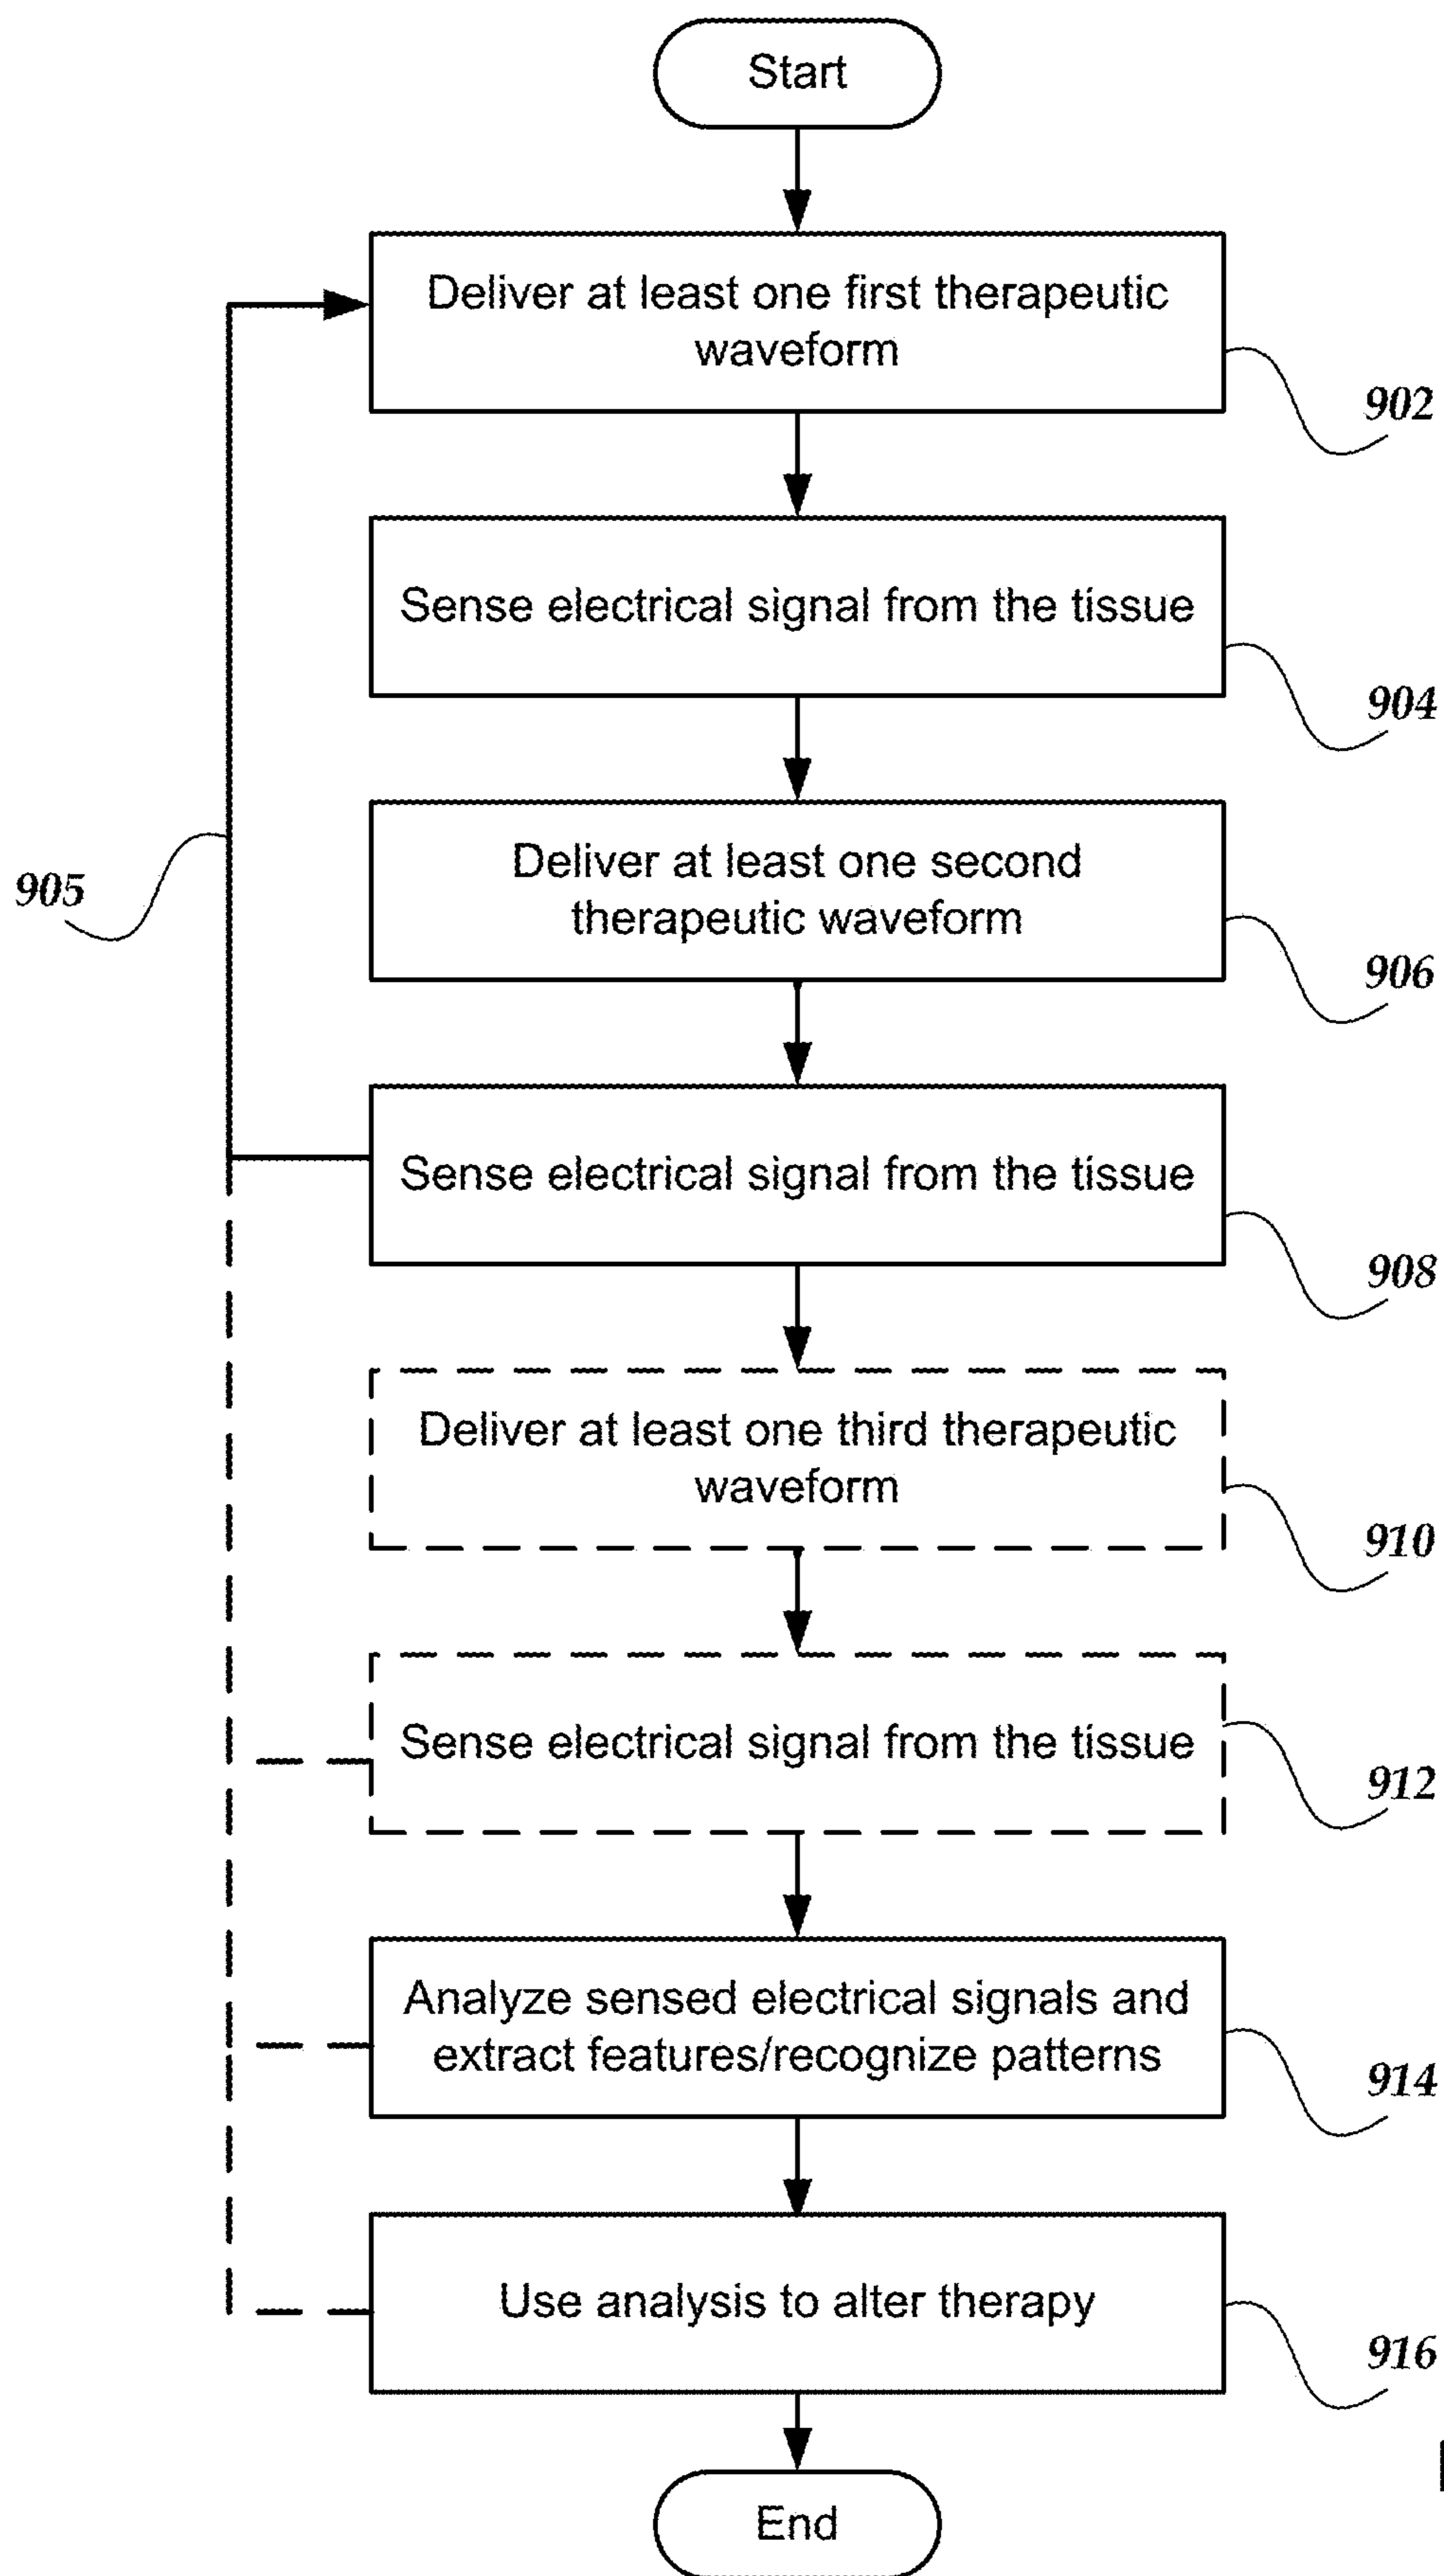 Start
Deliver at least one first therapeutic
waveform
902
Sense electrical signal from the tissue
904
905
Deliver at least one second
therapeutic waveform
906
Sense electrical signal from the tissue
908
Deliver at least one third therapeutic
waveform
910
Sense electrical signal from the tissue
912
Analyze sensed electrical signals and
extract features/recognize patterns
914
Use analysis to alter therapy
916
End